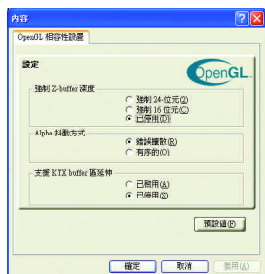 內容
OpenGL 相容性設置
設定
OpenGL
強制 Z-buffer 深度
強制 24-位元(2)
強制 16 位元(C)
已停用(D)
Alpha 抖動方式
錯誤擴散(R)
有序的(O)
支援 KTX buffer 區延伸
已啟用(A)
已停用(S)
預設值(F)
確定
取消
套用(A)